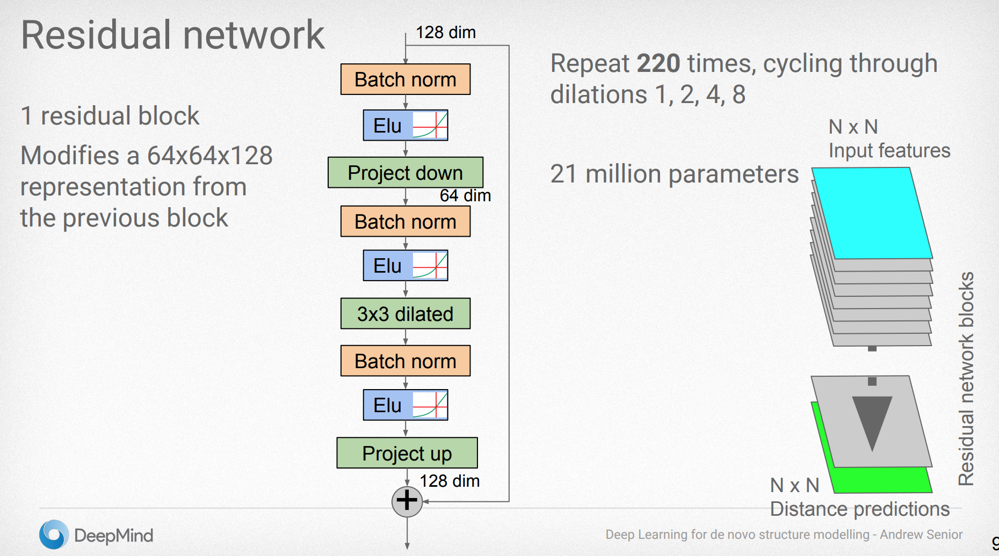 Residual network
1 residual block
Modifies a 64x64x128
representation from
the previous block
128 dim
Batch norm
Elu
Project down
64 dim
Batch norm
Elu
3x3 dilated
Batch norm
Elu
Project up
128 dim
+
Repeat 220 times, cycling through
dilations 1, 2, 4, 8
21 million parameters
N x N
Input features
Residual network blocks
N x N
Distance predictions
DeepMind
Deep Learning for de novo structure modelling - Andrew Senior
9